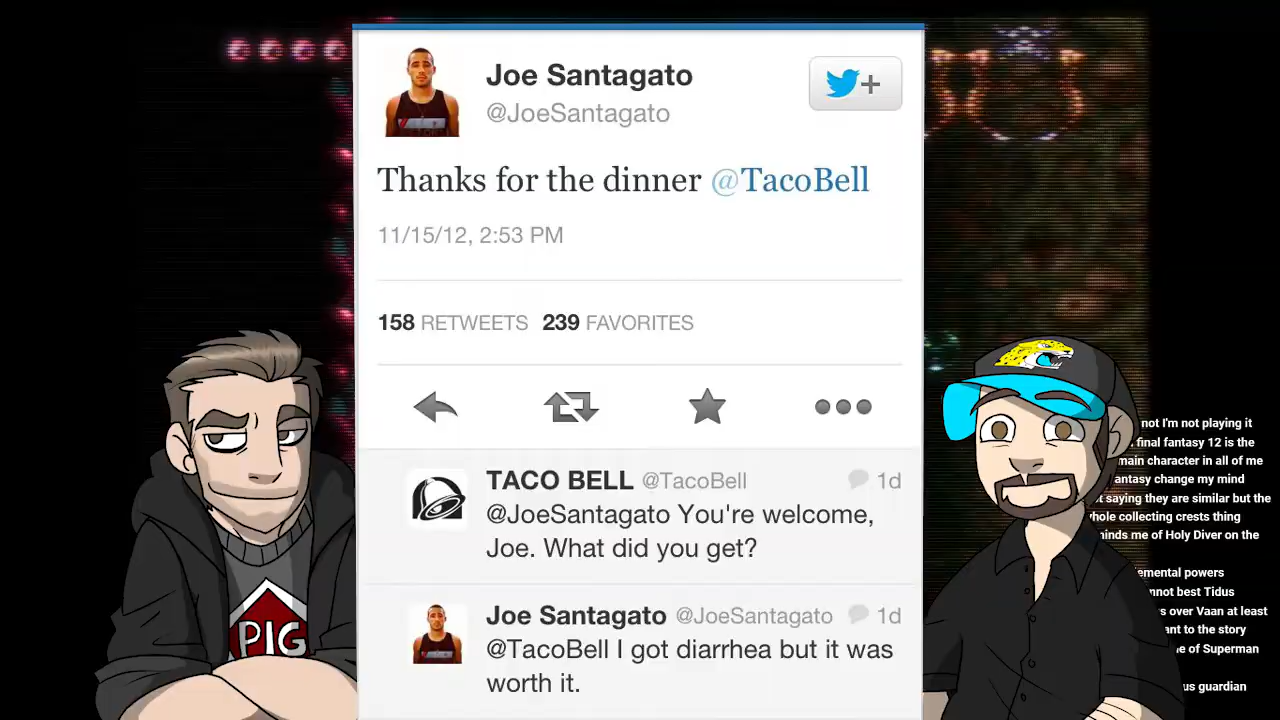 Joe Santagato
@JoeSantagato
Thanks for the dinner @TacoBell
11/15/12, 2:53 PM
158 RETWEETS 239 FAVORITES
TACO BELL @TacoBell 1d
@JoeSantagato You're welcome,
Joe. What did you get?
Joe Santagato @JoeSantagato 1d
@TacoBell I got diarrhea but it was
worth it.
PIG
not I'm not playing it
final fantasy 12 is the
main character in all of me
antasy change my mind
saying they are similar but the
hole collecting crests thing
minds me of Holy Diver on the
emental powers
nnot best Tidus
over Vaan at least
ant to the story
e of Superman
us guardian